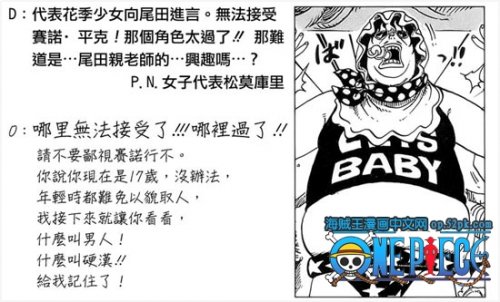 D：代表花季少女向尾田進言。無法接受
賽諾·平克！那個角色太過了!! 那難
道是…尾田親老師的…興趣嗎…？
P.N.女子代表松莫庫里
O：哪里無法接受了!!!哪裡過了!!
請不要鄙視賽諾行不。
你說你現在是17歲，沒辦法，
年輕時都難免以貌取人，
我接下來就讓你看看，
什麼叫男人！
什麼叫硬漢!!
給我記住了！
BABY
海賊王漫画中文网 op.52pk.com
ONE PIECE